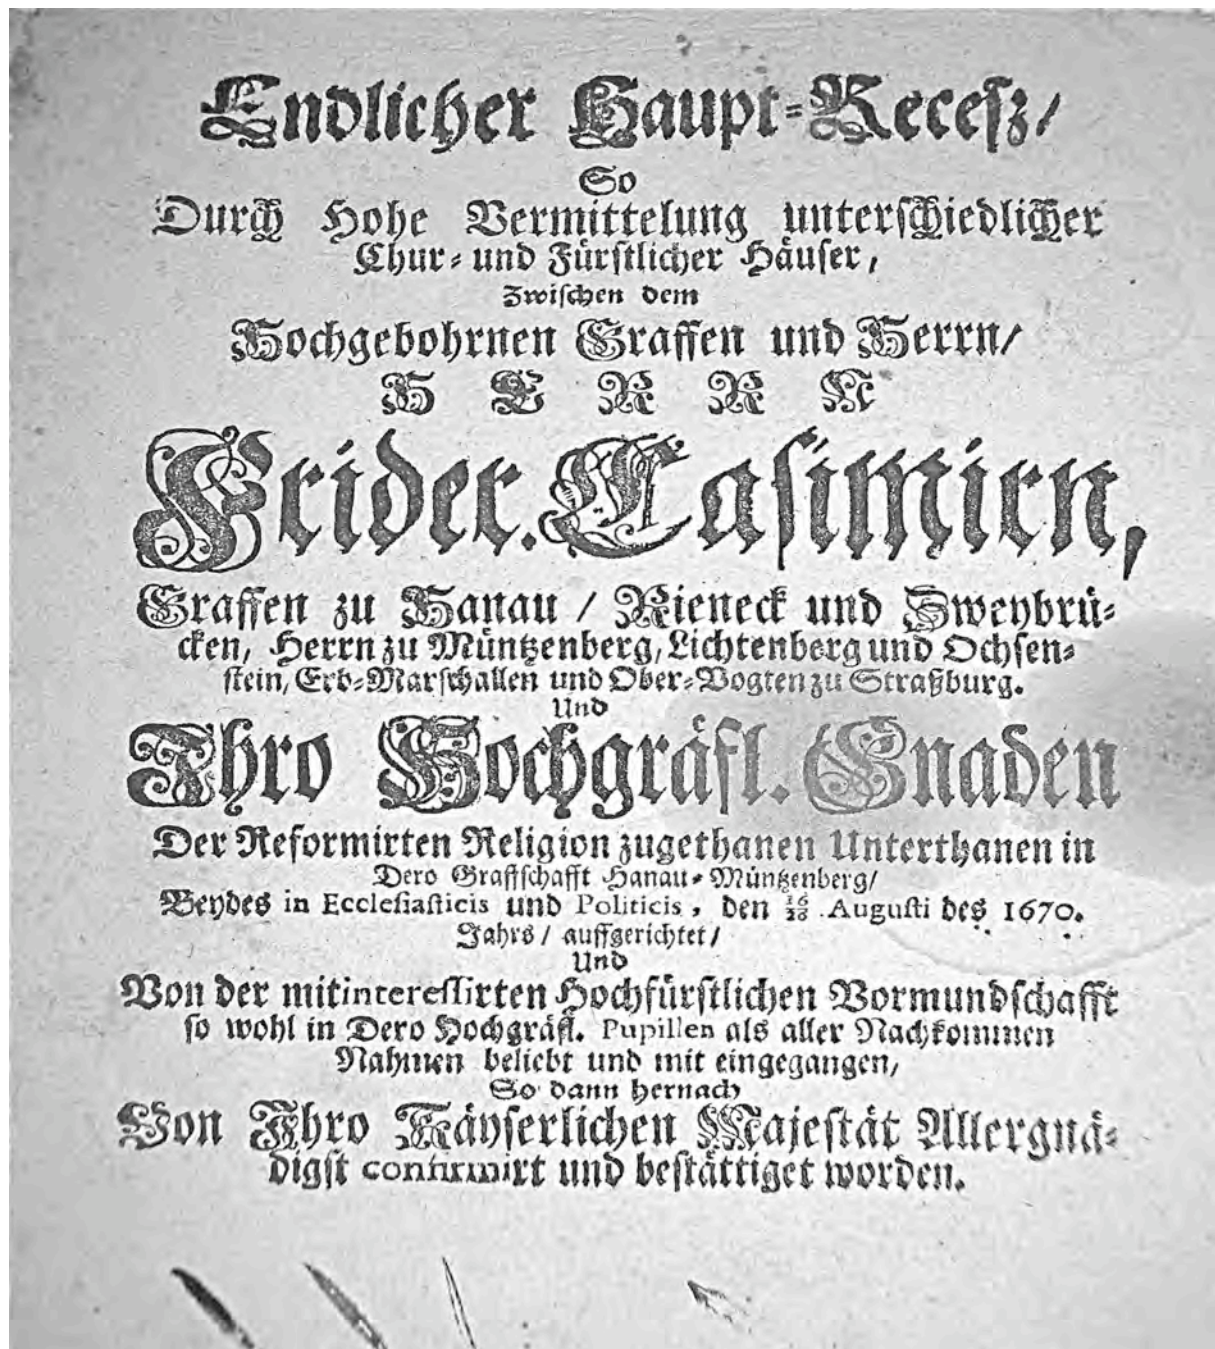 Endlicher Haupt-Recesz/
So
Durch Hohe Vermittelung unterschiedlicher
Chur- und Fürstlicher Häuser,
Zwischen dem
Hochgebohrnen Graffen und Herrn/
HERRN
Frider. Casimirn,
Graffen zu Hanau / Rieneck und Zweybrü-
cken, Herrn zu Müntzenberg, Lichtenberg und Ochsen-
stein, Erb-Marschallen und Ober-Vogten zu Straßburg.
Und
Ihro Hochgräfl. Gnaden
Der Reformirten Religion zugethanen Unterthanen in
Dero Graffschafft Hanau-Müntzenberg/
Beydes in Ecclesiasticis und Politicis, den 16/26 Augusti des 1670.
Jahrs / auffgerichtet/
Und
Von der mitinteressirten Hochfürstlichen Vormundschafft
so wohl in Dero Hochgräfl. Pupillen als aller Nachkommen
Nahmen beliebt und mit eingegangen,
So dann hernach
Von Ihro Käyserlichen Majestät Allergnä-
digst confirmirt und bestättiget worden.